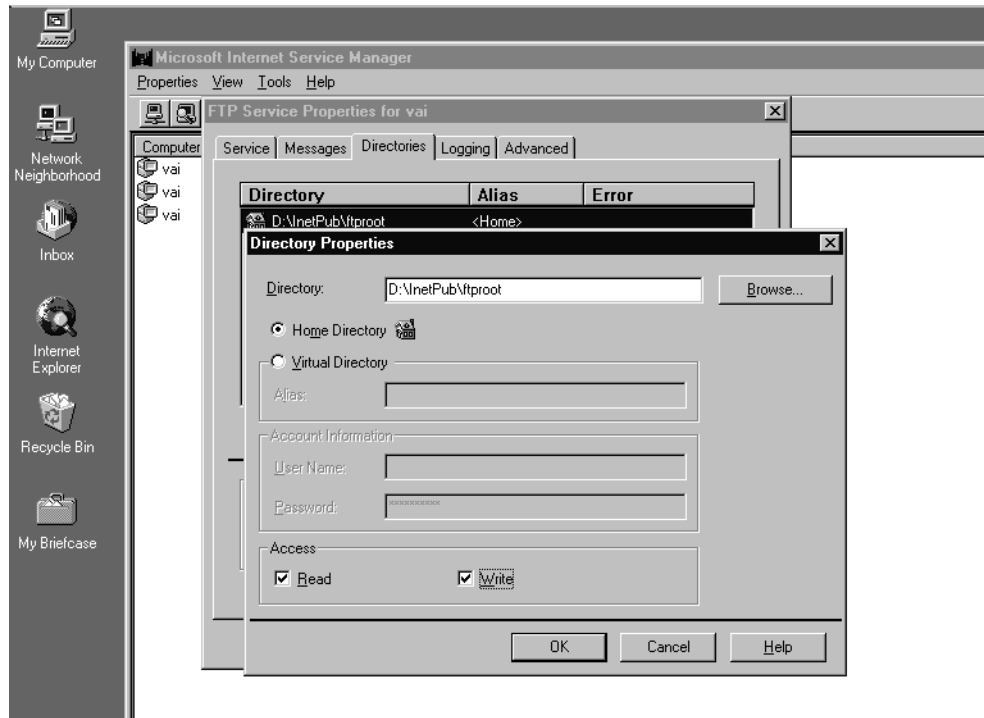 My Computer
Network
Neighborhood
Inbox
Internet
Explorer
Recycle Bin
My Briefcase
Microsoft Internet Service Manager
Properties View Tools Help
Computer
vai
vai
vai
FTP Service Properties for vai
Service Messages Directories Logging Advanced
Directory Alias Error
D:\InetPub\ftproot <Home>
Directory Properties
Directory: D:\InetPub\ftproot Browse...
Home Directory
Virtual Directory
Alias:
Account Information
User Name:
Password: **********
Access
Read Write
OK Cancel Help